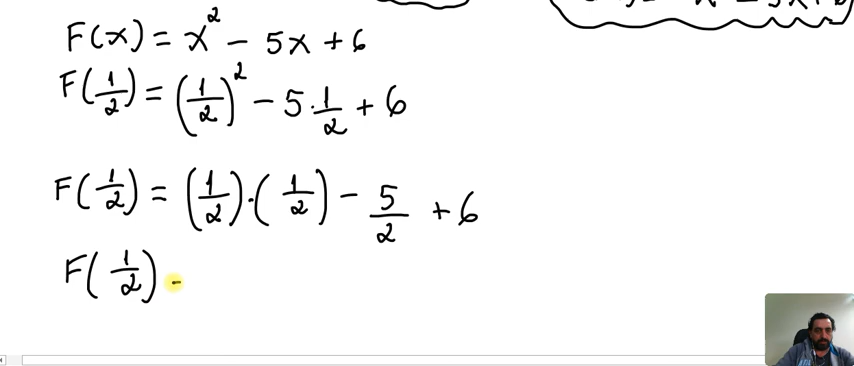 F(x) = x² - 5x + 6
F(1/2) = (1/2)² - 5 · 1/2 + 6
F(1/2) = (1/2) · (1/2) - 5/2 + 6
F(1/2) -